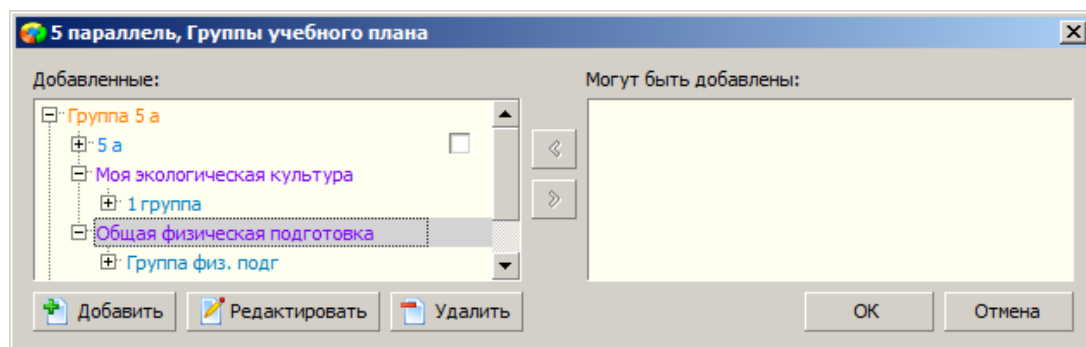 5 параллель, Группы учебного плана
Добавленные:
Могут быть добавлены:
Группа 5 а
5 а
Моя экологическая культура
1 группа
Общая физическая подготовка
Группа физ. подг
Добавить
Редактировать
Удалить
ОК
Отмена